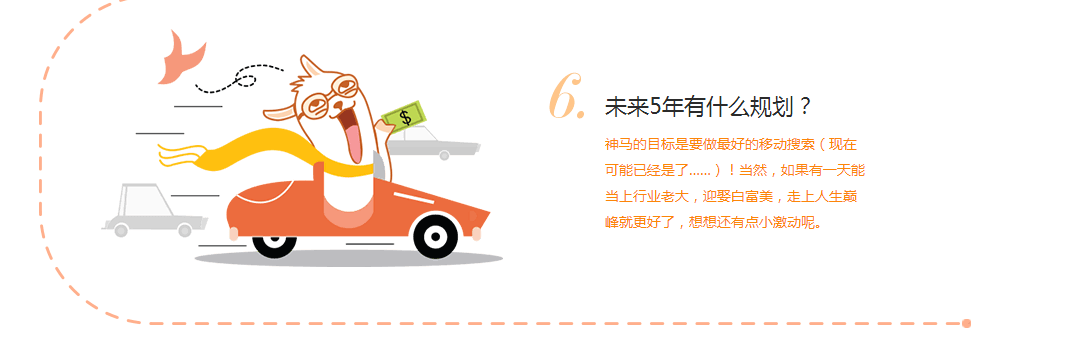 6.
未来5年有什么规划？
神马的目标是要做最好的移动搜索（现在
可能已经是了......）！当然，如果有一天能
当上行业老大，迎娶白富美，走上人生巅
峰就更好了，想想还有点小激动呢。
$